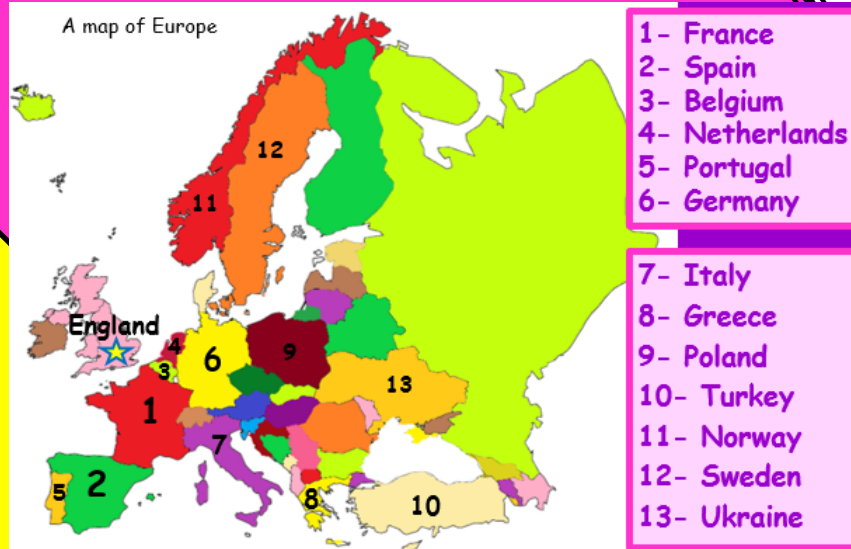 A map of Europe
1- France
2- Spain
3- Belgium
4- Netherlands
5- Portugal
6- Germany
7- Italy
8- Greece
9- Poland
10- Turkey
11- Norway
12- Sweden
13- Ukraine
12
11
England
4
3
6
9
13
1
7
2
5
8
10